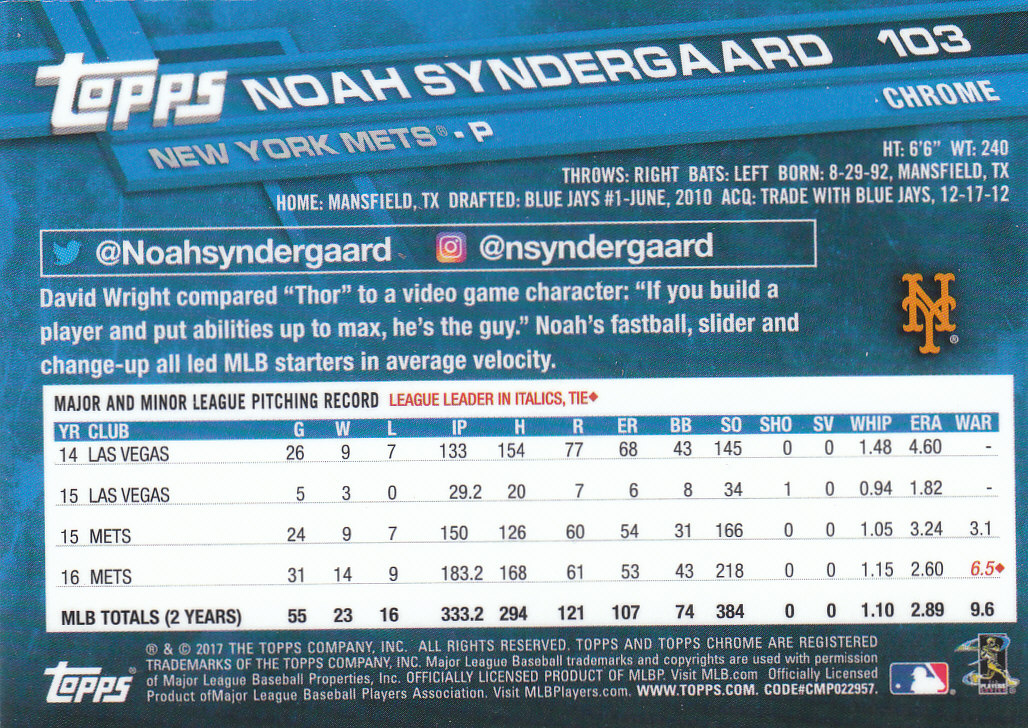 TOPPS NOAH SYNDERGAARD 103
CHROME
NEW YORK METS® - P
HT: 6'6" WT: 240
THROWS: RIGHT BATS: LEFT BORN: 8-29-92, MANSFIELD, TX
HOME: MANSFIELD, TX DRAFTED: BLUE JAYS #1-JUNE, 2010 ACQ: TRADE WITH BLUE JAYS, 12-17-12
@Noahsyndergaard @nsyndergaard
David Wright compared “Thor” to a video game character: “If you build a
player and put abilities up to max, he’s the guy.” Noah’s fastball, slider and
change-up all led MLB starters in average velocity.
NY®
MAJOR AND MINOR LEAGUE PITCHING RECORD LEAGUE LEADER IN ITALICS, TIE◆
YR CLUB G W L IP H R ER BB SO SHO SV WHIP ERA WAR
14 LAS VEGAS 26 9 7 133 154 77 68 43 145 0 0 1.48 4.60 -
15 LAS VEGAS 5 3 0 29.2 20 7 6 8 34 1 0 0.94 1.82 -
15 METS 24 9 7 150 126 60 54 31 166 0 0 1.05 3.24 3.1
16 METS 31 14 9 183.2 168 61 53 43 218 0 0 1.15 2.60 6.5◆
MLB TOTALS (2 YEARS) 55 23 16 333.2 294 121 107 74 384 0 0 1.10 2.89 9.6
® & © 2017 THE TOPPS COMPANY, INC. ALL RIGHTS RESERVED. TOPPS AND TOPPS CHROME ARE REGISTERED
TRADEMARKS OF THE TOPPS COMPANY, INC. Major League Baseball trademarks and copyrights are used with permission
of Major League Baseball Properties, Inc. OFFICIALLY LICENSED PRODUCT OF MLBP. Visit MLB.com Officially Licensed
Product ofMajor League Baseball Players Association. Visit MLBPlayers.com. WWW.TOPPS.COM. CODE#CMP022957.
TOPPS®